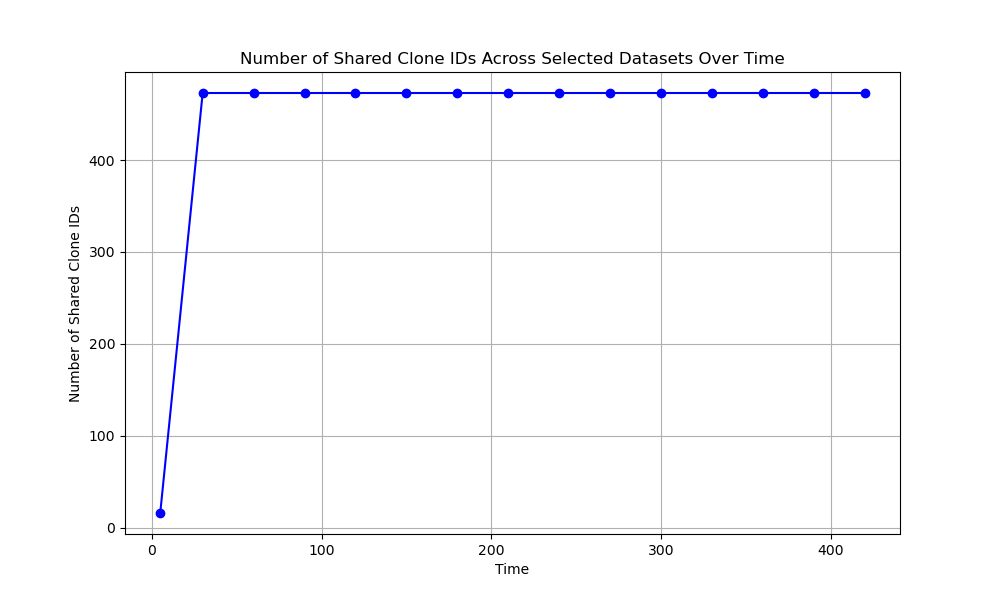 Number of Shared Clone IDs Across Selected Datasets Over Time
Number of Shared Clone IDs
400
300
200
100
0
0 100 200 300 400
Time